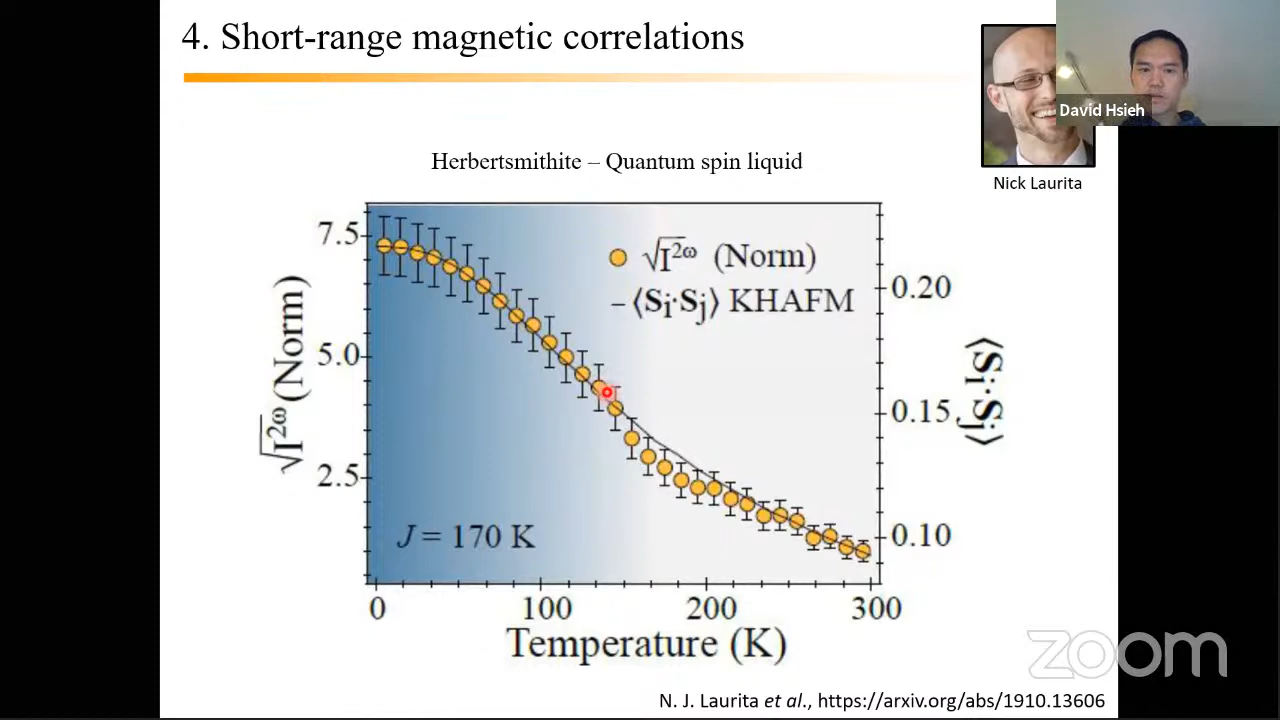 4. Short-range magnetic correlations
David Hsieh
Nick Laurita
Herbertsmithite – Quantum spin liquid
7.5
5.0
2.5
√I²ω (Norm)
√I²ω (Norm)
– ⟨Si·Sj⟩ KHAFM
J = 170 K
0.20
0.15
0.10
⟨Si·Sj⟩
0 100 200 300
Temperature (K)
zoom
N. J. Laurita et al., https://arxiv.org/abs/1910.13606